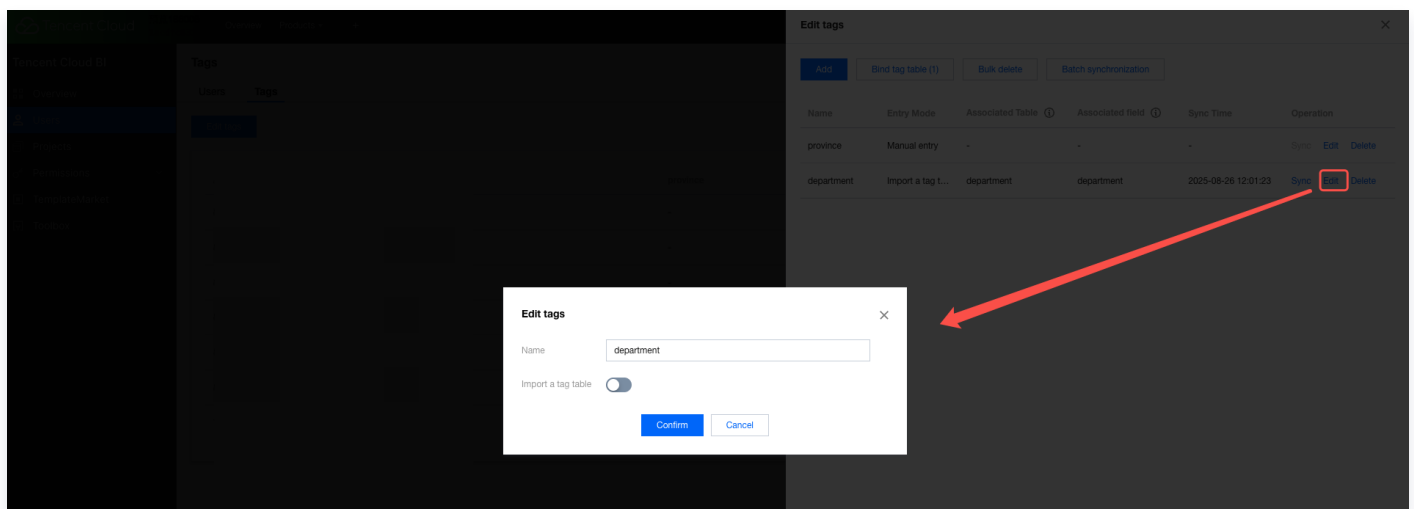 Edit tags
Tencent Cloud BI
Tags
Add
Bind tag table (1)
Bulk delete
Batch synchronization
Users
Tags
Name
Entry Mode
Associated Table
Associated field
Sync Time
Operation
province
Manual entry
-
-
-
Sync
Edit
Delete
department
Import a tag t...
department
department
2025-08-26 12:01:23
Sync
Edit
Delete
Edit tags
Name
department
Import a tag table
Confirm
Cancel